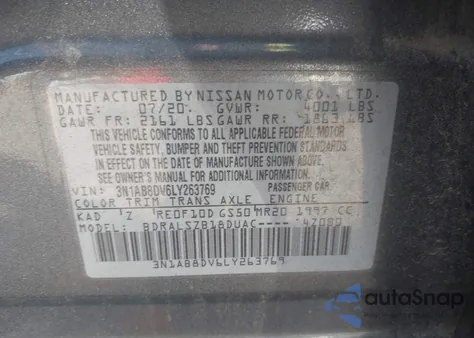 MANUFACTURED BY NISSAN MOTOR CO., LTD.
DATE: 07/20 GVWR: 4001 LBS
GAWR FR: 2161 LBS GAWR RR: 1863 LBS
THIS VEHICLE CONFORMS TO ALL APPLICABLE FEDERAL MOTOR
VEHICLE SAFETY, BUMPER AND THEFT PREVENTION STANDARDS
IN EFFECT ON THE DATE OF MANUFACTURE SHOWN ABOVE.
SEE OWNER'S MANUAL FOR ADDITIONAL INFORMATION.
VIN: 3N1AB8DV6LY263769 PASSENGER CAR
COLOR TRIM TRANS AXLE ENGINE
KAD Z RE0F10D GS50 MR20 1997 CC
MODEL: BDRALSZB18DUAC---- 4Z080
3N1AB8DV6LY263769
autoSnap